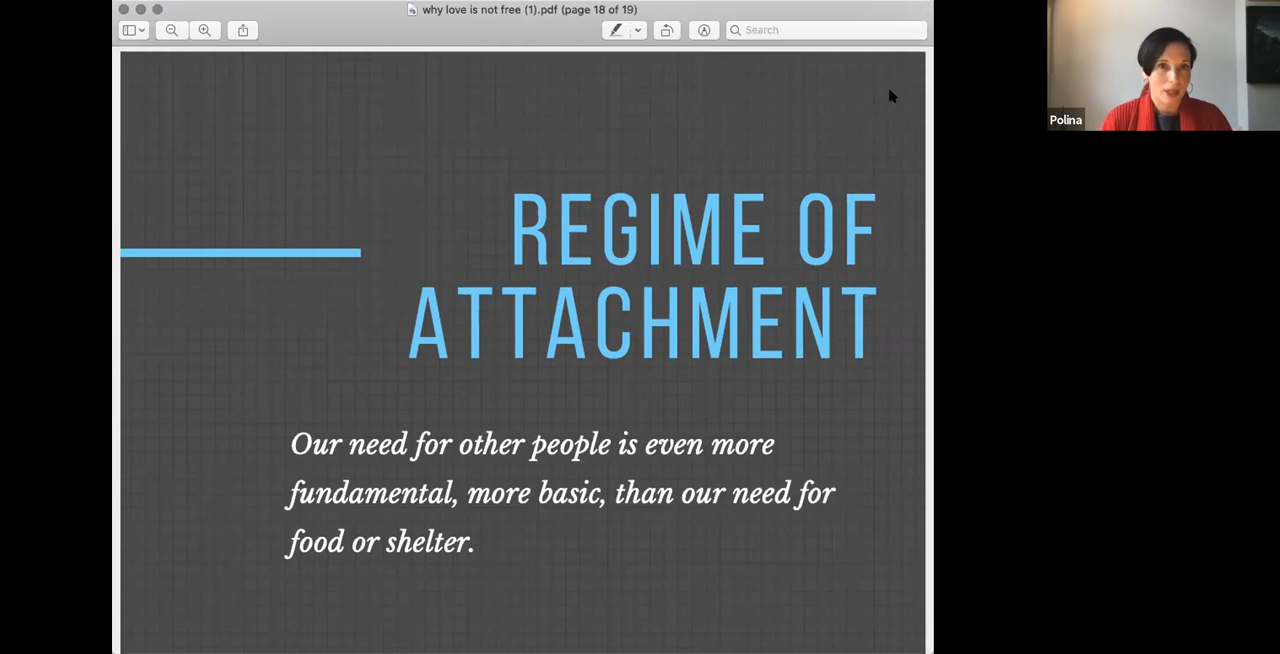 why love is not free (1).pdf (page 18 of 19)
Search
Polina
REGIME OF
ATTACHMENT
Our need for other people is even more
fundamental, more basic, than our need for
food or shelter.